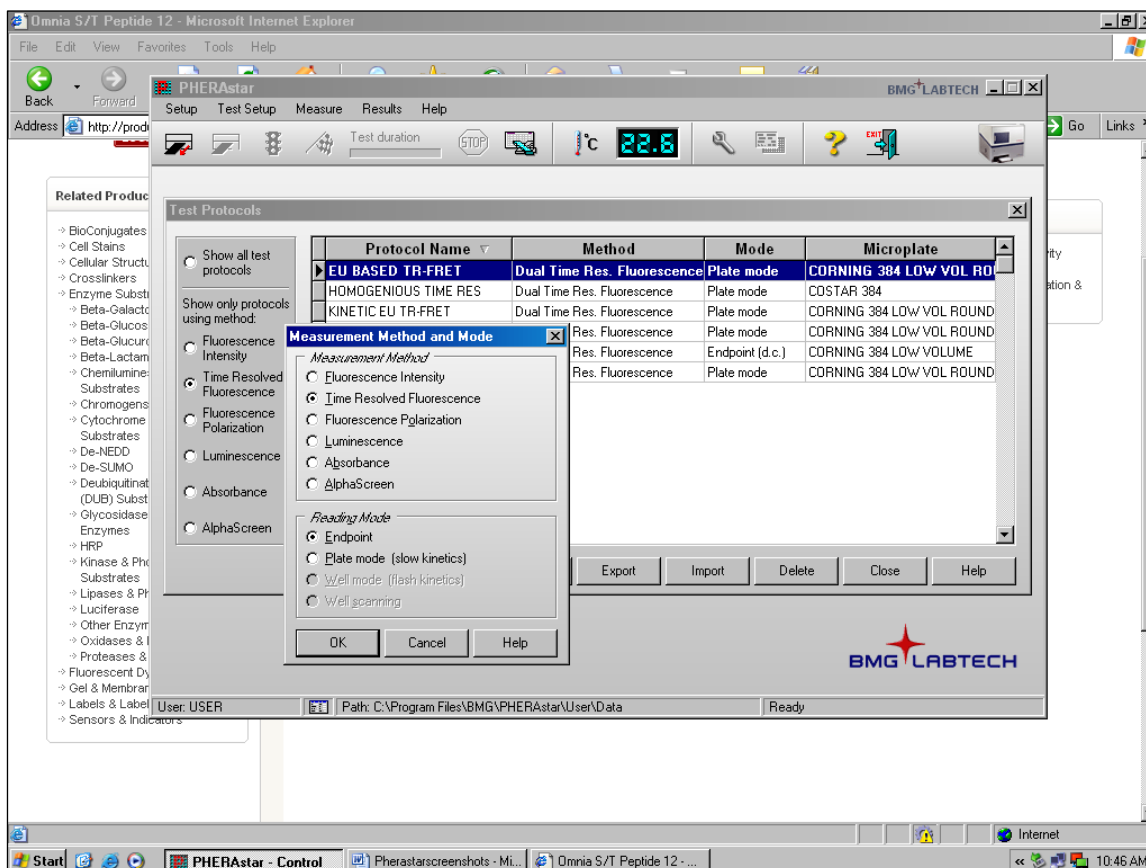 Omnia S/T Peptide 12 - Microsoft Internet Explorer
File Edit View Favorites Tools Help
Back Forward
Address http://prod
Go Links
Related Produc
BioConjugates
Cell Stains
Cellular Structu
Crosslinkers
Enzyme Substr
Beta-Galacto
Beta-Glucos
Beta-Glucuro
Beta-Lactam
Chemilumine
Substrates
Chromogens
Cytochrome
Substrates
De-NEDD
De-SUMO
Deubiquitinat
(DUB) Subst
Glycosidase
Enzymes
HRP
Kinase & Pho
Substrates
Lipases & Ph
Luciferase
Other Enzym
Oxidases & 
Proteases &
Fluorescent Dy
Gel & Membran
Labels & Label
Sensors & Indicators
ity
ation &
PHERAstar
BMG LABTECH
Setup Test Setup Measure Results Help
Test duration
STOP
°C
22.6
?
EXIT
Test Protocols
Show all test
protocols
Show only protocols
using method:
Fluorescence
Intensity
Time Resolved
Fluorescence
Fluorescence
Polarization
Luminescence
Absorbance
AlphaScreen
Protocol Name Method Mode Microplate
EU BASED TR-FRET Dual Time Res. Fluorescence Plate mode CORNING 384 LOW VOL RO
HOMOGENIOUS TIME RES Dual Time Res. Fluorescence Plate mode COSTAR 384
KINETIC EU TR-FRET Dual Time Res. Fluorescence Plate mode CORNING 384 LOW VOL ROUND
Res. Fluorescence Plate mode CORNING 384 LOW VOL ROUND
Res. Fluorescence Endpoint (d.c.) CORNING 384 LOW VOLUME
Res. Fluorescence Plate mode CORNING 384 LOW VOL ROUND
Export Import Delete Close Help
Measurement Method and Mode
Measurement Method
Fluorescence Intensity
Time Resolved Fluorescence
Fluorescence Polarization
Luminescence
Absorbance
AlphaScreen
Reading Mode
Endpoint
Plate mode (slow kinetics)
Well mode (flash kinetics)
Well scanning
OK Cancel Help
BMG LABTECH
User: USER Path: C:\Program Files\BMG\PHERAstar\User\Data Ready
Internet
Start PHERAstar - Control Pherastarscreenshots - Mi... Omnia S/T Peptide 12 - ... « 10:46 AM